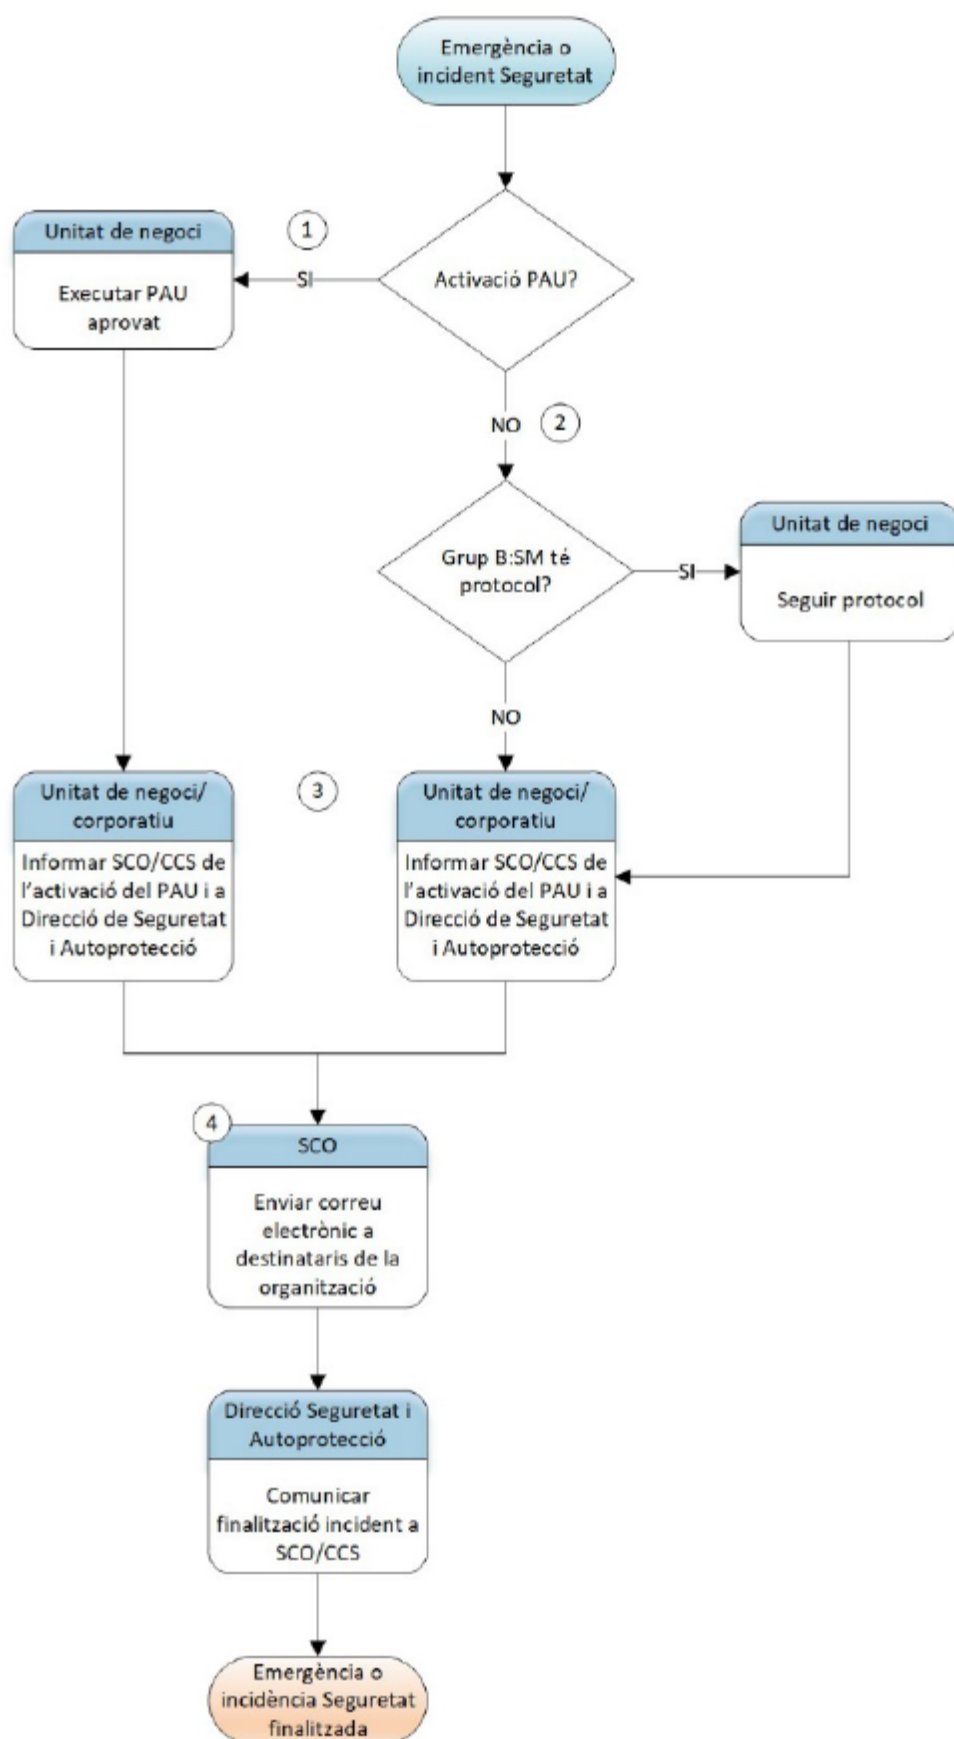 Emergència o
incident Seguretat
Unitat de negoci
Executar PAU
aprovat
1
SI
Activació PAU?
NO
2
Grup B:SM té
protocol?
SI
Unitat de negoci
Seguir protocol
NO
Unitat de negoci/
corporatiu
Informar SCO/CCS de
l'activació del PAU i a
Direcció de Seguretat
i Autoprotecció
3
Unitat de negoci/
corporatiu
Informar SCO/CCS de
l'activació del PAU i a
Direcció de Seguretat
i Autoprotecció
4
SCO
Enviar correu
electrònic a
destinataris de la
organització
Direcció Seguretat i
Autoprotecció
Comunicar
finalització incident a
SCO/CCS
Emergència o
incidència Seguretat
finalitzada